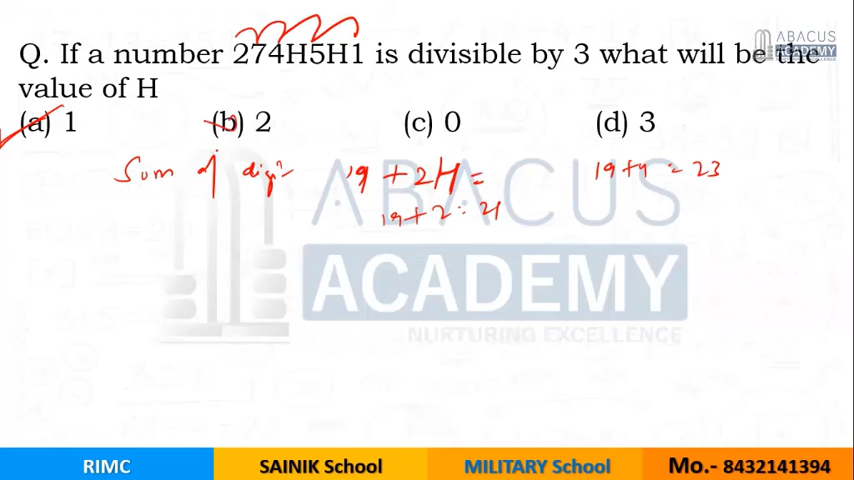 ABACUS
ACADEMY
Q. If a number 274H5H1 is divisible by 3 what will be the
value of H
(a) 1 (b) 2 (c) 0 (d) 3
Sum of digit 19 + 2H = 19+4 = 23
19+2 = 21
ABACUS
ACADEMY
NURTURING EXCELLENCE
RIMC SAINIK School MILITARY School Mo.- 8432141394